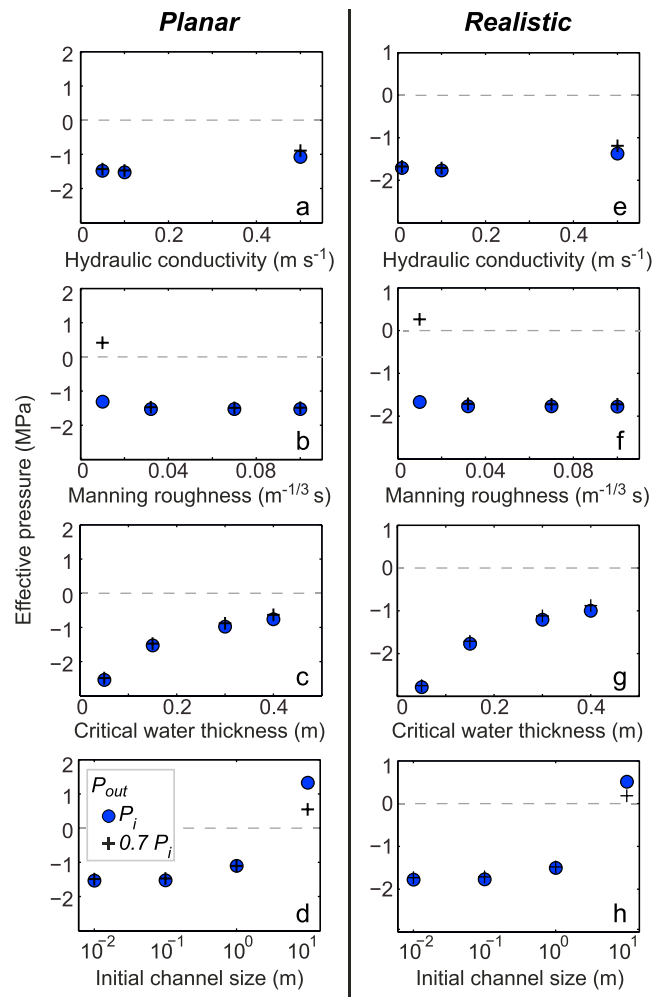 Planar Realistic
Effective pressure (MPa)
2
1
0
−1
−2
a
0 0.2 0.4
Hydraulic conductivity (m s-1)
1
0
−1
−2
e
0 0.2 0.4
Hydraulic conductivity (m s-1)
2
1
0
−1
−2
b
0 0.04 0.08
Manning roughness (m-1/3 s)
1
0
−1
−2
f
0 0.04 0.08
Manning roughness (m-1/3 s)
2
1
0
−1
−2
c
0 0.2 0.4
Critical water thickness (m)
1
0
−1
−2
g
0 0.2 0.4
Critical water thickness (m)
2
1
0
−1
−2
Pout
Pi
0.7 Pi
d
10−2 10−1 100 101
Initial channel size (m)
1
0
−1
−2
h
10−2 10−1 100 101
Initial channel size (m)